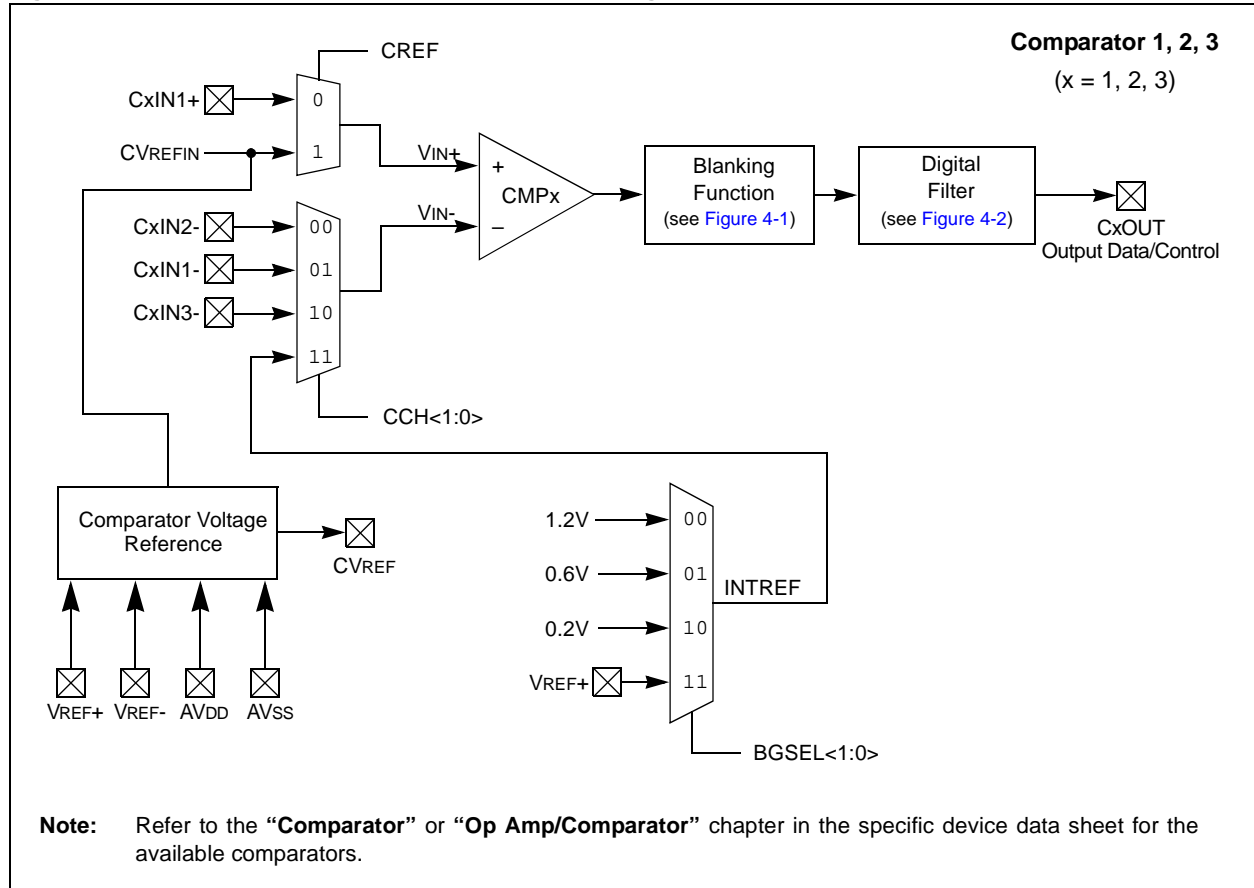 Comparator 1, 2, 3
(x = 1, 2, 3)
CREF
CxIN1+
0
CVREFIN
1
VIN+
VIN-
+
CMPx
–
Blanking
Function
(see Figure 4-1)
Digital
Filter
(see Figure 4-2)
CxOUT
Output Data/Control
CxIN2-
00
CxIN1-
01
CxIN3-
10
11
CCH<1:0>
Comparator Voltage
Reference
CVREF
VREF+ VREF- AVDD AVSS
1.2V
00
0.6V
01
INTREF
0.2V
10
VREF+
11
BGSEL<1:0>
Note: Refer to the “Comparator” or “Op Amp/Comparator” chapter in the specific device data sheet for the
available comparators.